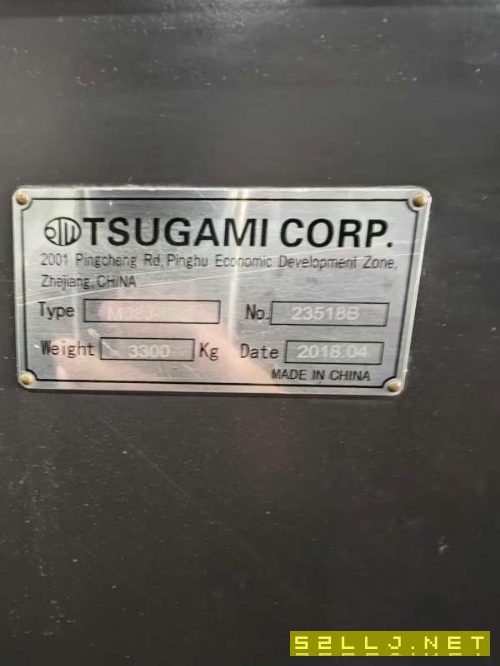 TSUGAMI CORP.
2001 Pingcheng Rd, Pinghu Economic Development Zone,
Zhejiang, CHINA
Type No. 23518B
Weight 3300 Kg Date 2018.04
MADE IN CHINA
52LLJ.NET